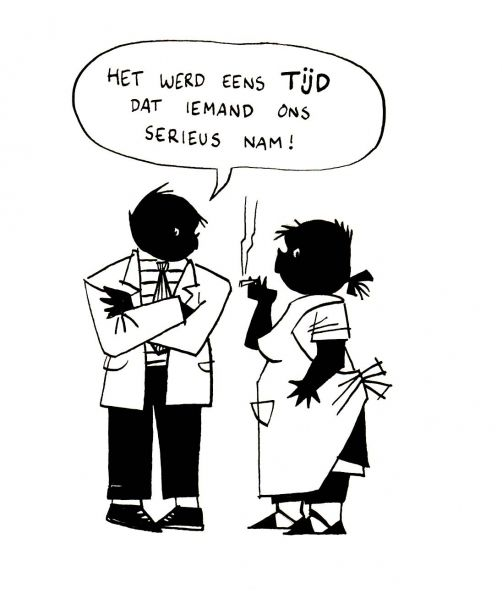 HET WERD EENS TIJD
DAT IEMAND ONS
SERIEUS NAM!